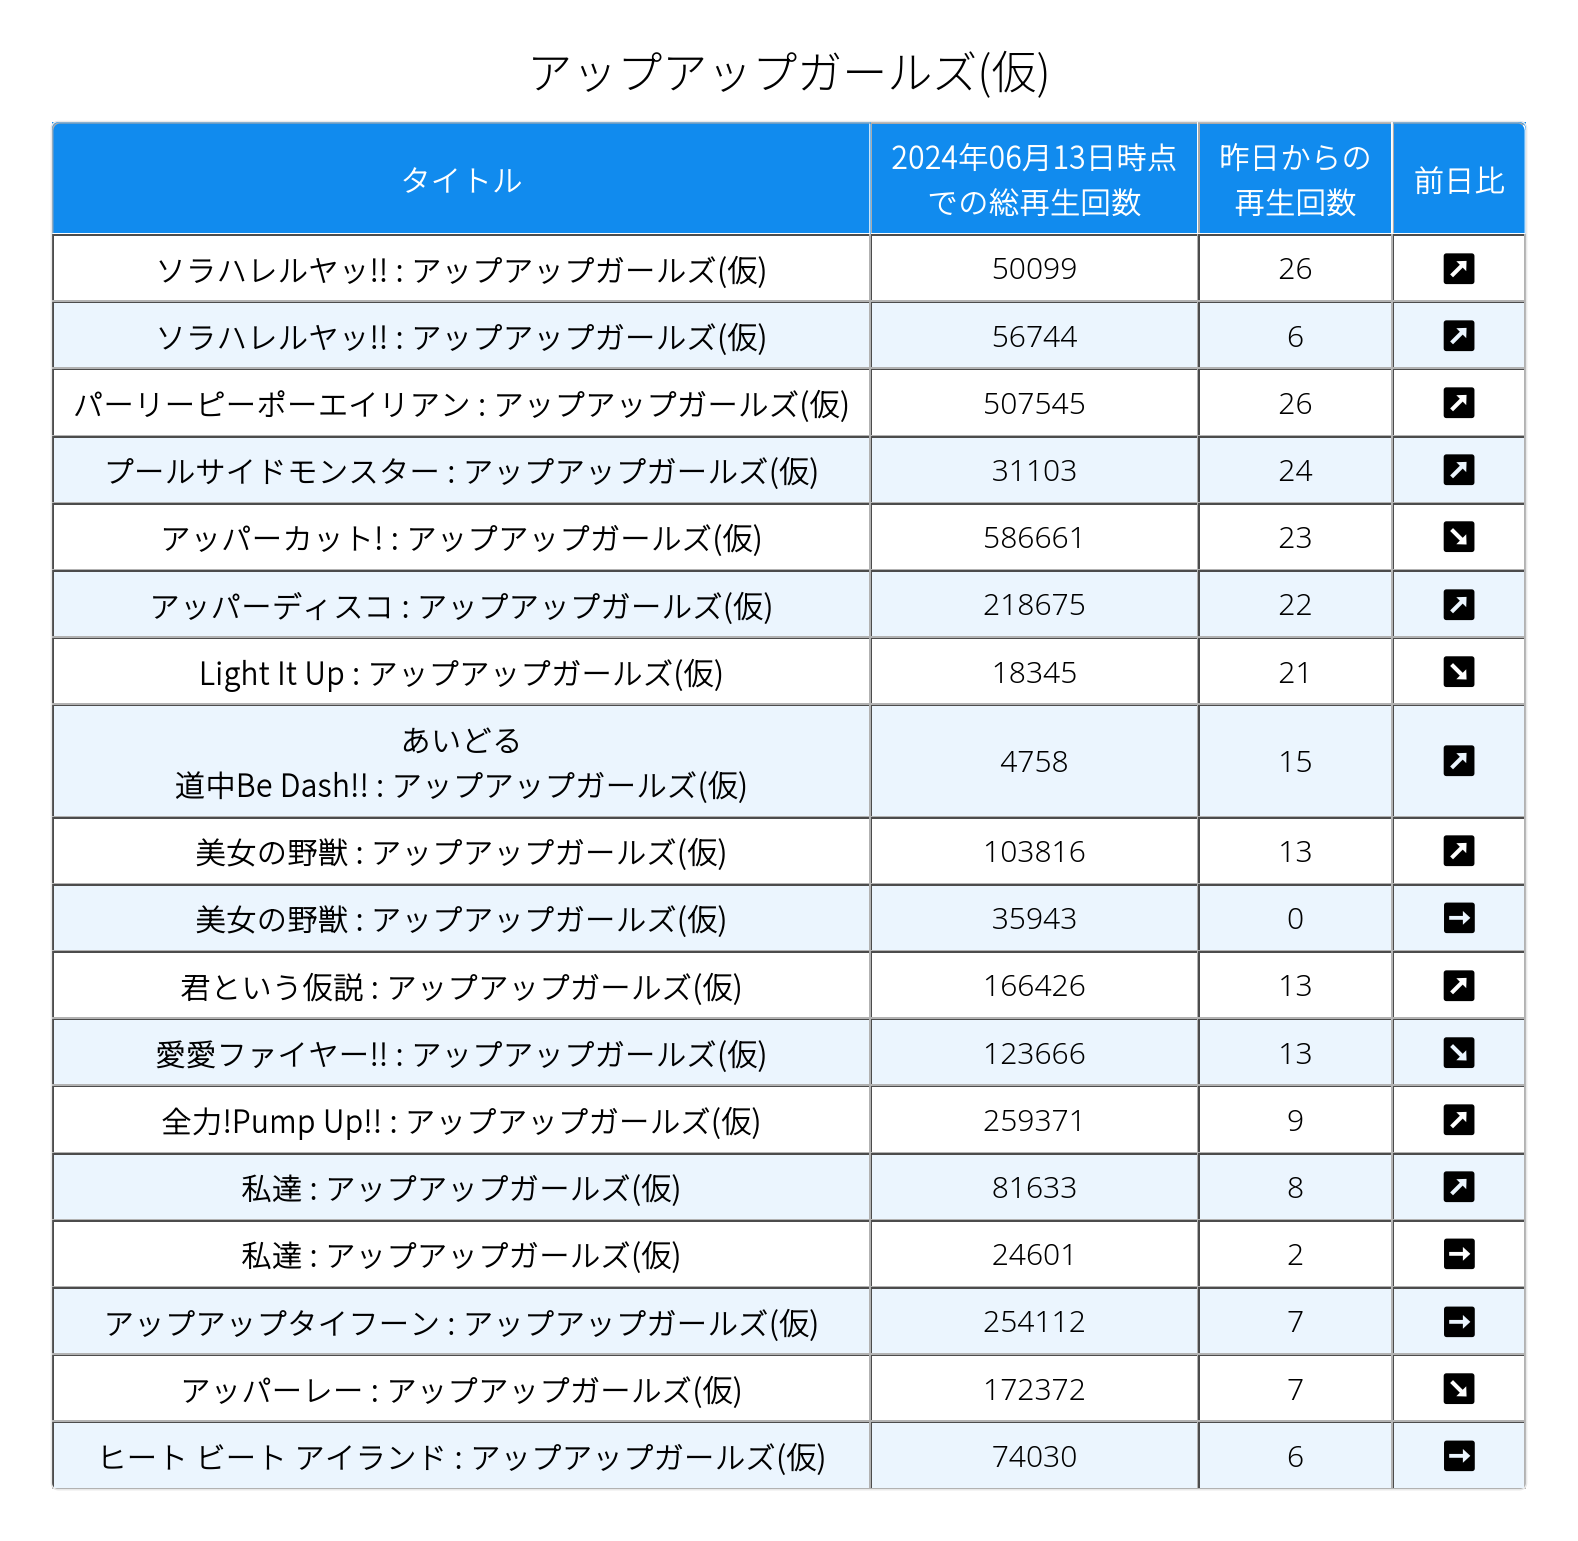 アップアップガールズ(仮)
タイトル
2024年06月13日時点
での総再生回数
昨日からの
再生回数
前日比
ソラハレルヤッ!! : アップアップガールズ(仮) 50099 26
ソラハレルヤッ!! : アップアップガールズ(仮) 56744 6
パーリーピーポーエイリアン : アップアップガールズ(仮) 507545 26
プールサイドモンスター : アップアップガールズ(仮) 31103 24
アッパーカット! : アップアップガールズ(仮) 586661 23
アッパーディスコ : アップアップガールズ(仮) 218675 22
Light It Up : アップアップガールズ(仮) 18345 21
あいどる
道中Be Dash!! : アップアップガールズ(仮) 4758 15
美女の野獣 : アップアップガールズ(仮) 103816 13
美女の野獣 : アップアップガールズ(仮) 35943 0
君という仮説 : アップアップガールズ(仮) 166426 13
愛愛ファイヤー!! : アップアップガールズ(仮) 123666 13
全力!Pump Up!! : アップアップガールズ(仮) 259371 9
私達 : アップアップガールズ(仮) 81633 8
私達 : アップアップガールズ(仮) 24601 2
アップアップタイフーン : アップアップガールズ(仮) 254112 7
アッパーレー : アップアップガールズ(仮) 172372 7
ヒート ビート アイランド : アップアップガールズ(仮) 74030 6